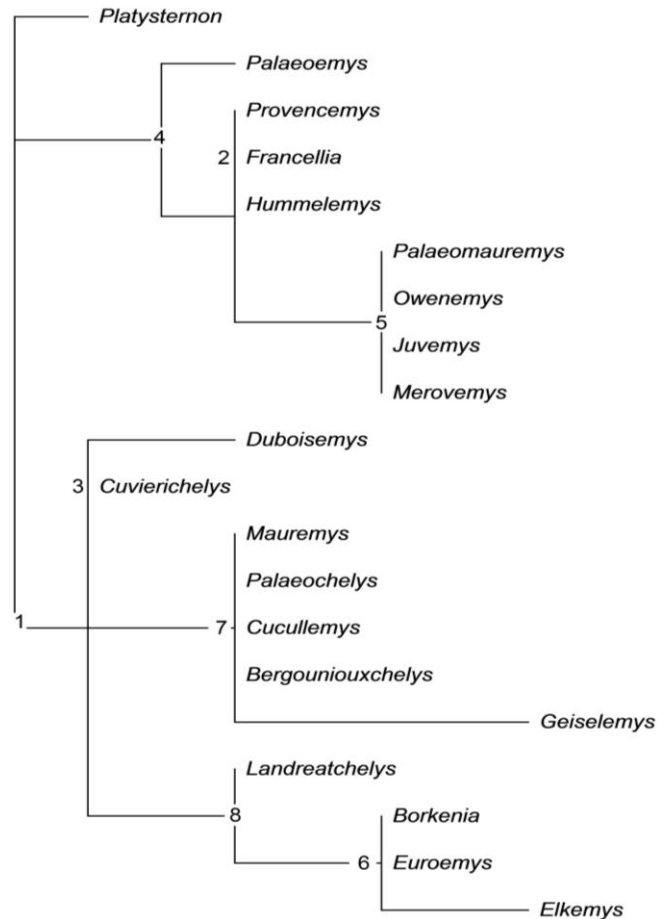 Platysternon
Palaeoemys
4
Provencemys
2 Francellia
Hummelemys
Palaeomauremys
Owenemys
5
Juvemys
Merovemys
Duboisemys
3 Cuvierichelys
Mauremys
Palaeochelys
1
7 Cucullemys
Bergouniouxchelys
Geiselemys
Landreatchelys
8
Borkenia
6 Euroemys
Elkemys